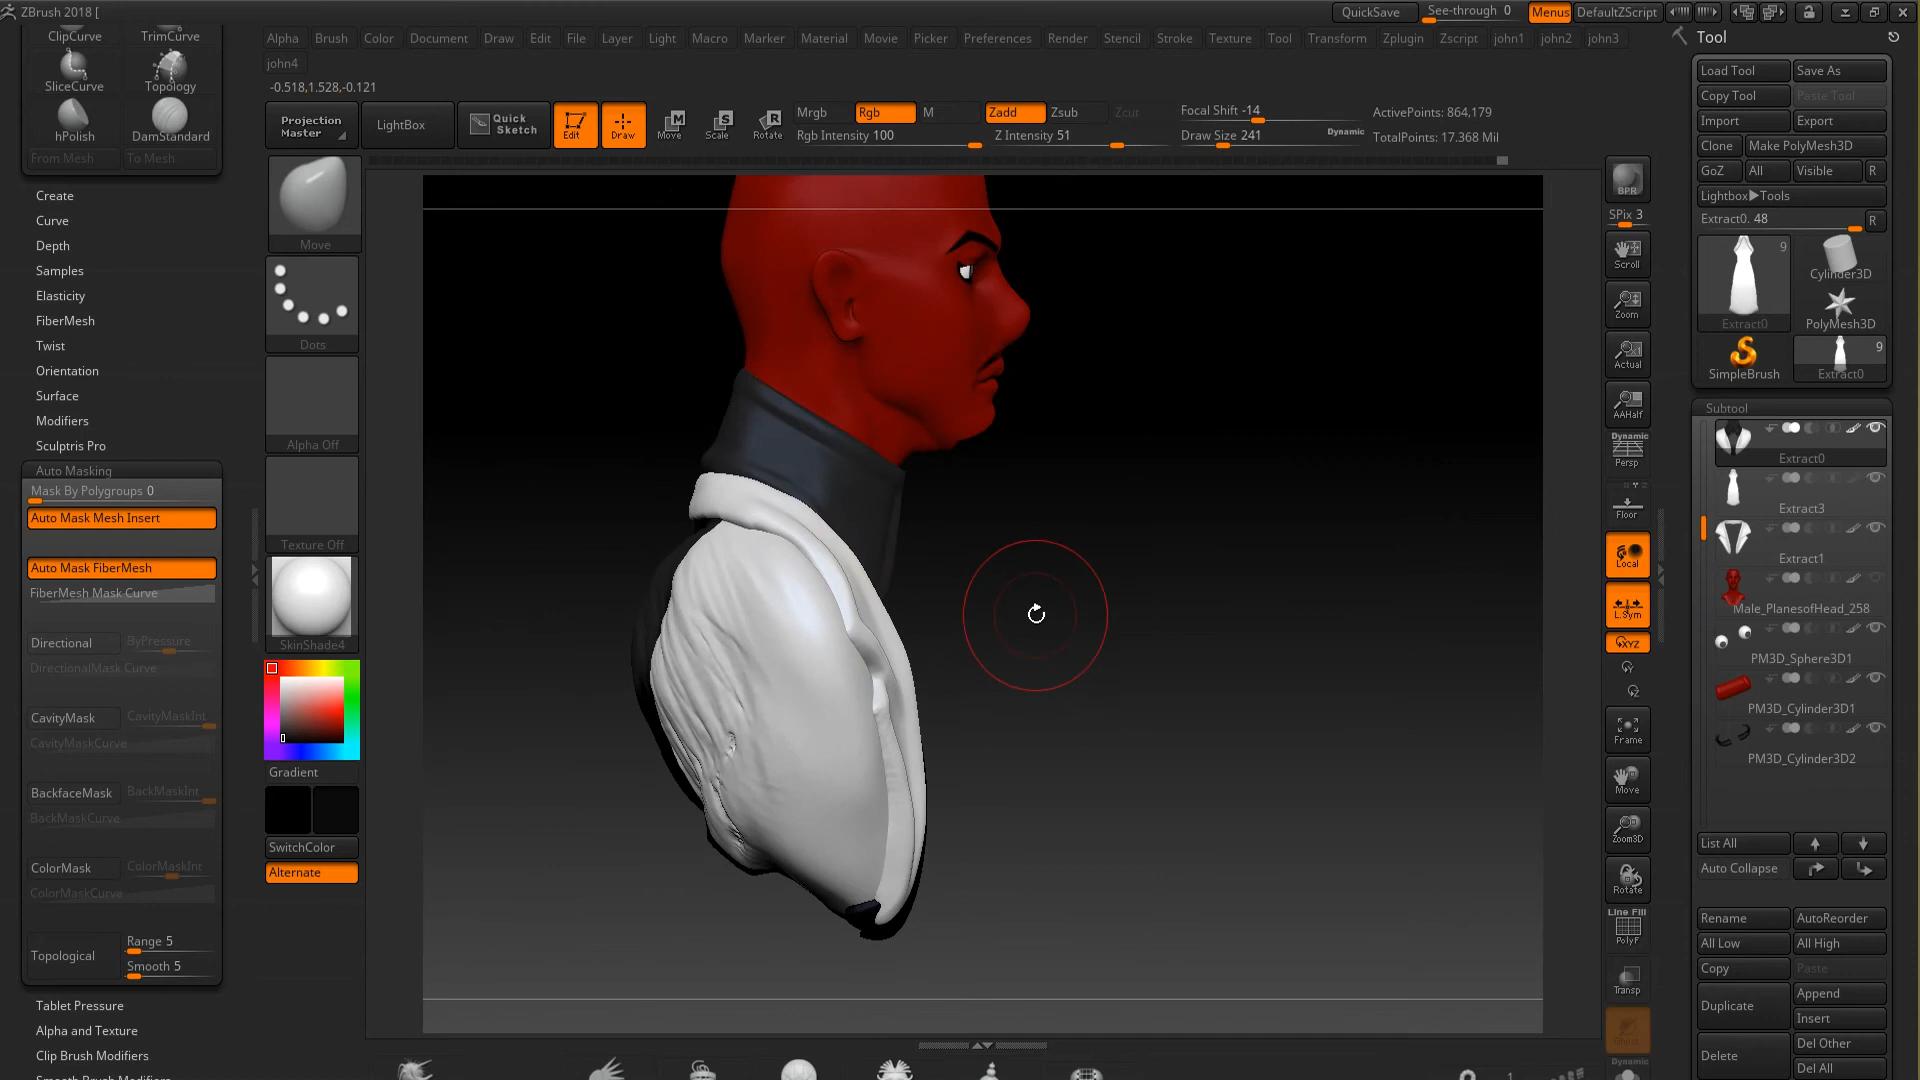 ZBrush 2018 [
QuickSave
See-through 0
Menus
DefaultZScript
ClipCurve
TrimCurve
Alpha Brush Color Document Draw Edit File Layer Light Macro Marker Material Movie Picker Preferences Render Stencil Stroke Texture Tool Transform Zplugin Zscript john1 john2 john3
john4
-0.518,1.528,-0.121
SliceCurve
Topology
hPolish
DamStandard
From Mesh
To Mesh
Create
Curve
Depth
Samples
Elasticity
FiberMesh
Twist
Orientation
Surface
Modifiers
Sculptris Pro
Auto Masking
Mask By Polygroups 0
Auto Mask Mesh Insert
Auto Mask FiberMesh
FiberMesh Mask Curve
Directional
ByPressure
DirectionalMask Curve
CavityMask
CavityMaskInt
CavityMaskCurve
BackfaceMask
BackMaskInt
BackMaskCurve
ColorMask
ColorMaskInt
ColorMaskCurve
Topological
Range 5
Smooth 5
Tablet Pressure
Alpha and Texture
Clip Brush Modifiers
Smooth Brush Modifiers
Projection
Master
LightBox
Quick
Sketch
Edit
Draw
Move
Scale
Rotate
Mrgb
Rgb
M
Rgb Intensity 100
Zadd
Zsub
Zcut
Z Intensity 51
Focal Shift -14
Draw Size 241
Dynamic
ActivePoints: 864,179
TotalPoints: 17.368 Mil
Move
Dots
Alpha Off
Texture Off
SkinShade4
Gradient
SwitchColor
Alternate
BPR
SPix 3
Scroll
Zoom
Actual
AAHalf
Dynamic
Persp
Floor
Local
L.Sym
XYZ
Frame
Move
Zoom3D
Rotate
Line Fill
PolyF
Transp
Ghost
Dynamic
Tool
Load Tool
Save As
Copy Tool
Paste Tool
Import
Export
Clone
Make PolyMesh3D
GoZ
All
Visible
R
Lightbox▶Tools
Extract0. 48
R
9
Extract0
Cylinder3D
PolyMesh3D
SimpleBrush
9
Extract0
Subtool
Extract0
Extract3
Extract1
Male_PlanesofHead_258
PM3D_Sphere3D1
PM3D_Cylinder3D1
PM3D_Cylinder3D2
List All
Auto Collapse
Rename
AutoReorder
All Low
All High
Copy
Paste
Duplicate
Append
Insert
Delete
Del Other
Del All